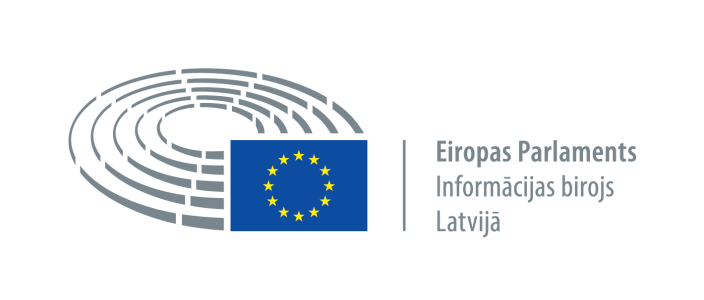 Eiropas Parlaments
Informācijas birojs
Latvijā